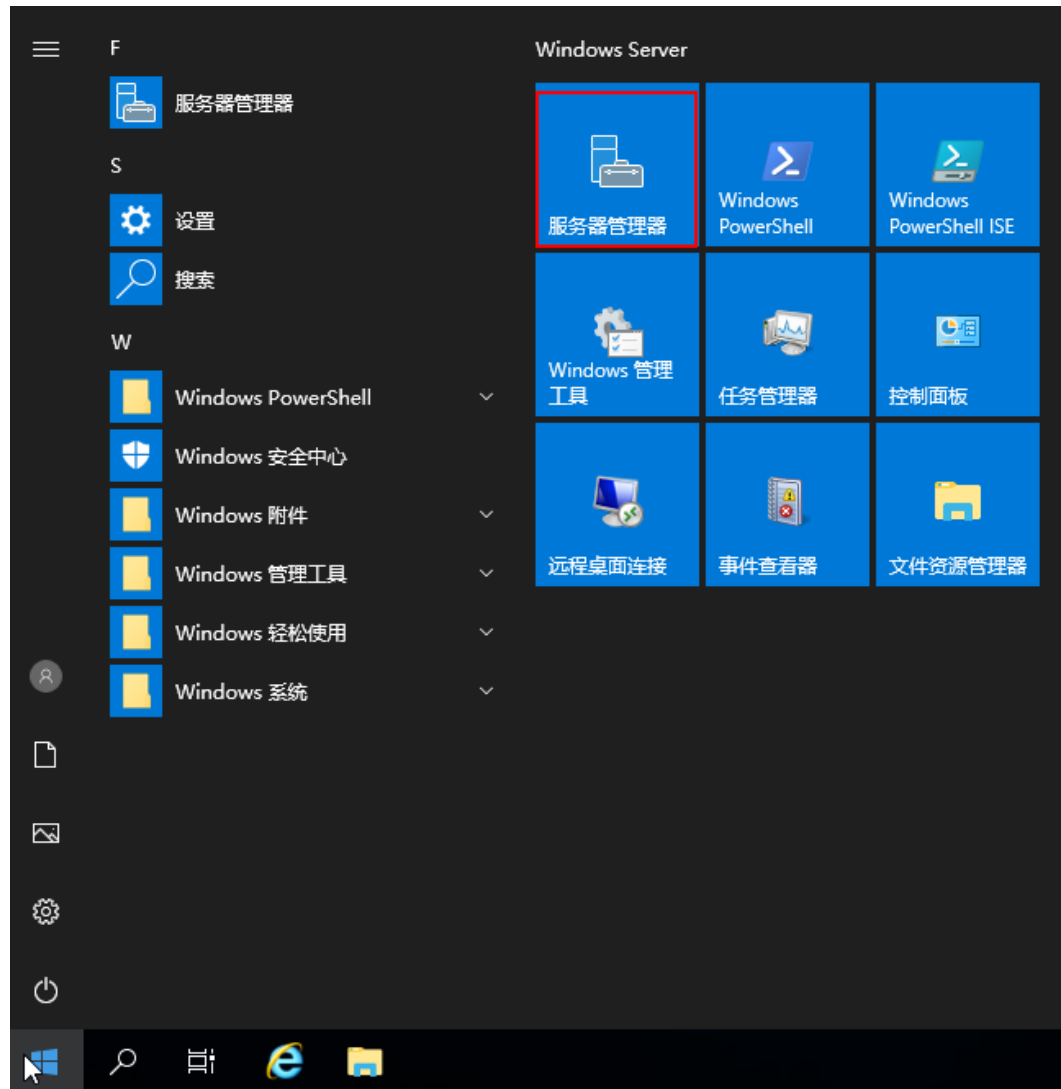 F
服务器管理器
S
设置
搜索
W
Windows PowerShell
Windows 安全中心
Windows 附件
Windows 管理工具
Windows 轻松使用
Windows 系统
Windows Server
服务器管理器
Windows
PowerShell
Windows
PowerShell ISE
Windows 管理
工具
任务管理器
控制面板
远程桌面连接
事件查看器
文件资源管理器